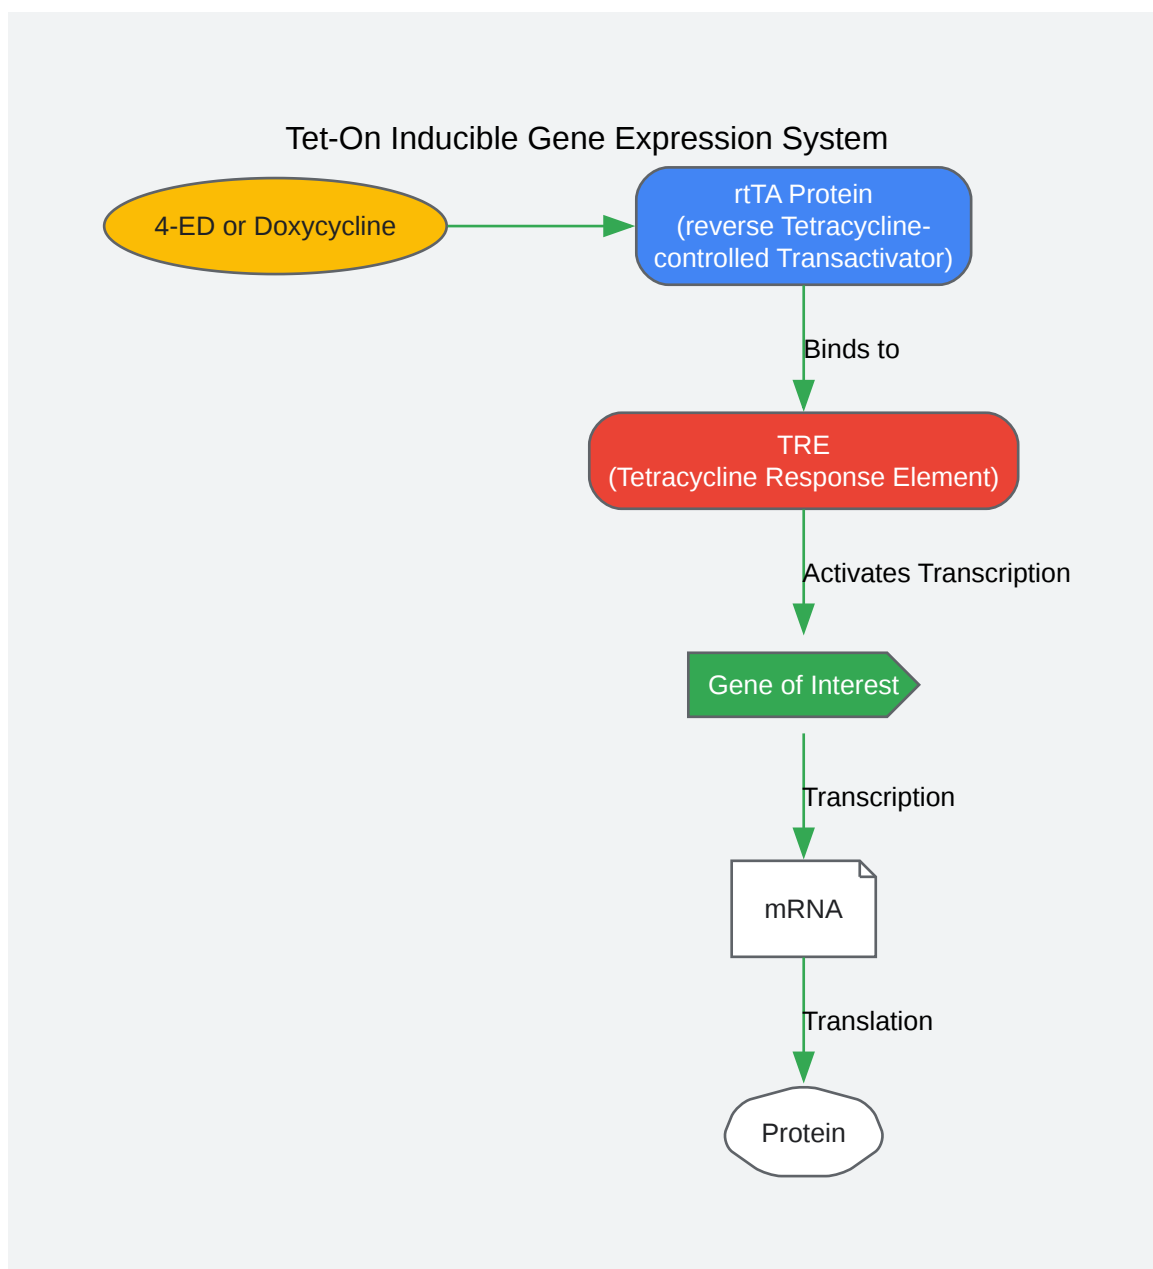 Tet-On Inducible Gene Expression System
4-ED or Doxycycline
rtTA Protein
(reverse Tetracycline-
controlled Transactivator)
Binds to
TRE
(Tetracycline Response Element)
Activates Transcription
Gene of Interest
Transcription
mRNA
Translation
Protein